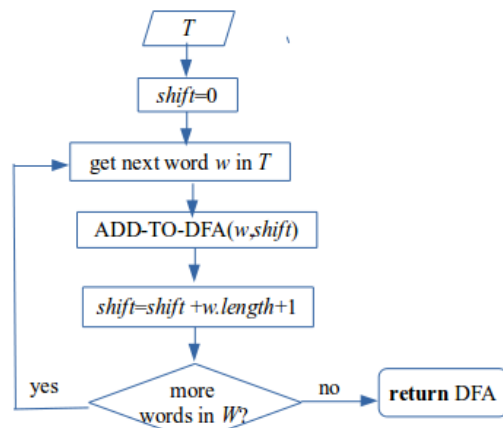 T
shift=0
get next word w in T
ADD-TO-DFA(w,shift)
shift=shift +w.length+1
yes
more
words in W?
no
return DFA